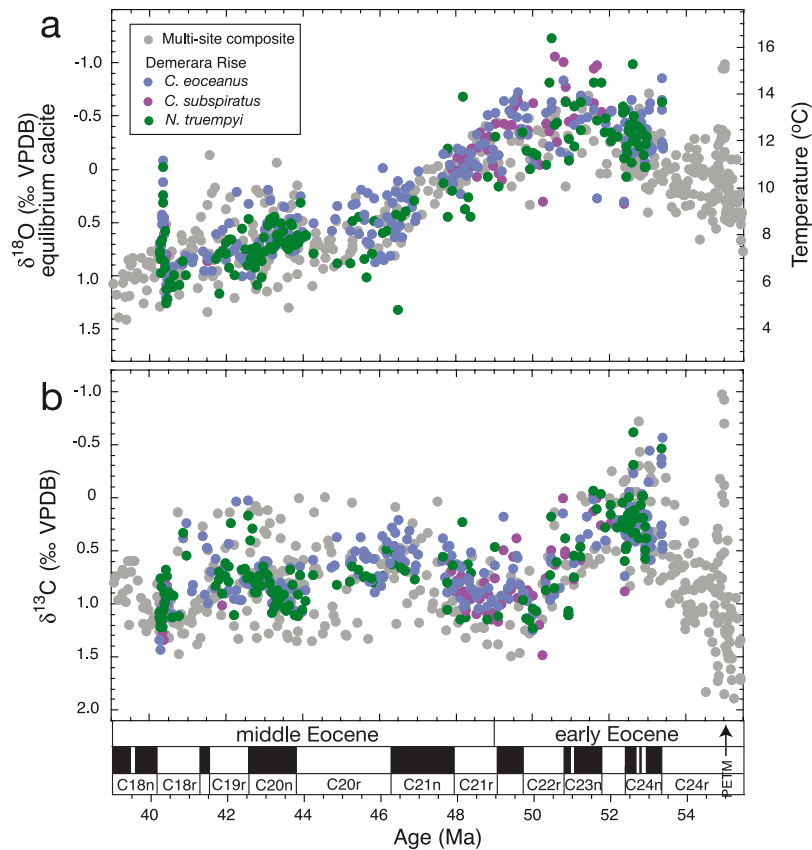 a
Multi-site composite
Demerara Rise
C. eoceanus
C. subspiratus
N. truempyi
δ18O (‰ VPDB)
equilibrium calcite
-1.0
-0.5
0
0.5
1.0
1.5
Temperature (ºC)
16
14
12
10
8
6
4
b
δ13C (‰ VPDB)
-1.0
-0.5
0
0.5
1.0
1.5
2.0
middle Eocene early Eocene
PETM
C18n C18r C19r C20n C20r C21n C21r C22r C23n C24n C24r
40 42 44 46 48 50 52 54
Age (Ma)